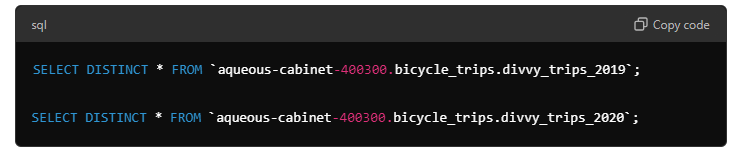 sql
Copy code
SELECT DISTINCT * FROM `aqueous-cabinet-400300.bicycle_trips.divvy_trips_2019`;
SELECT DISTINCT * FROM `aqueous-cabinet-400300.bicycle_trips.divvy_trips_2020`;